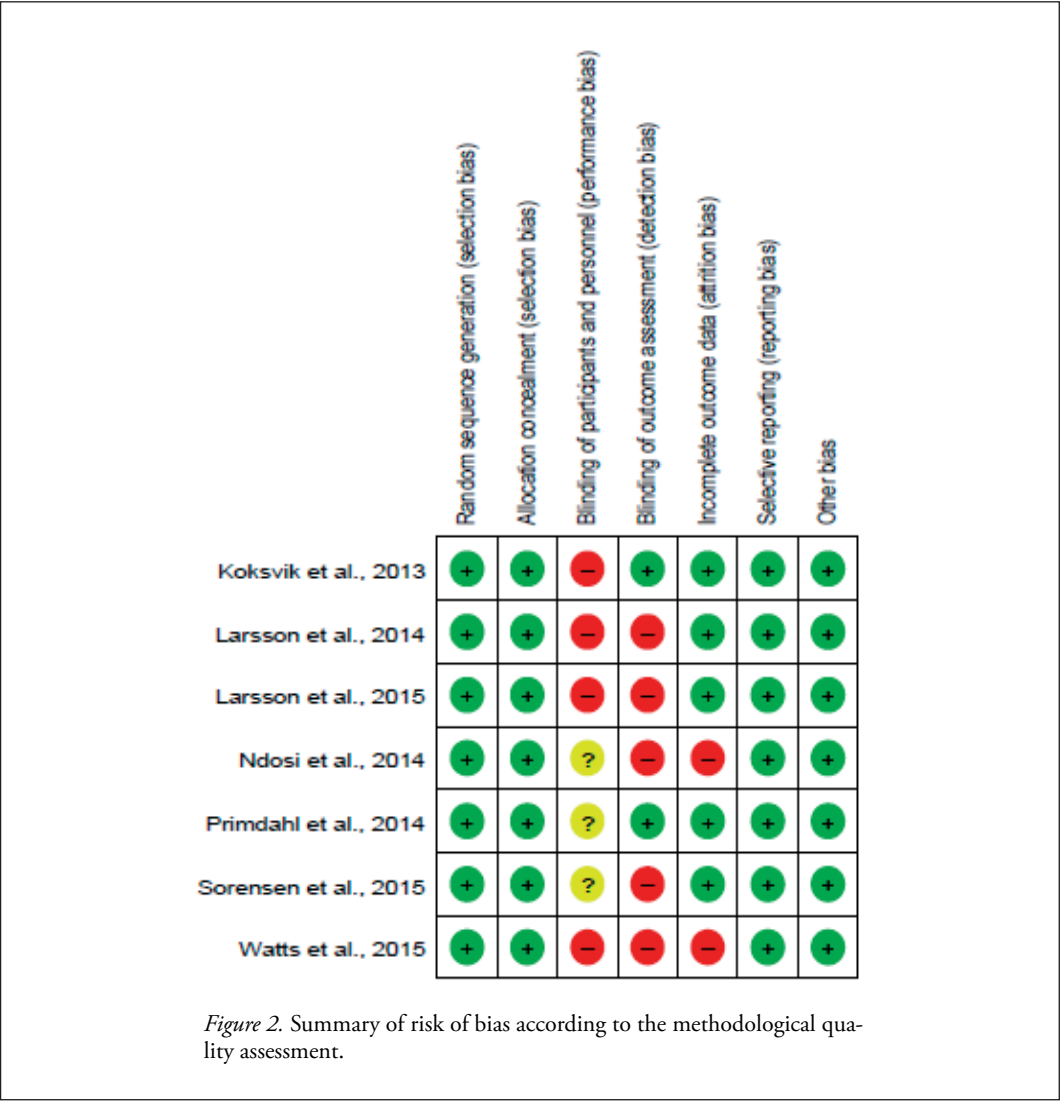 Random sequence generation (selection bias)
Allocation concealment (selection bias)
Blinding of participants and personnel (performance bias)
Blinding of outcome assessment (detection bias)
Incomplete outcome data (attrition bias)
Selective reporting (reporting bias)
Other bias
Koksvik et al., 2013 + + – + + + +
Larsson et al., 2014 + + – – + + +
Larsson et al., 2015 + + – – + + +
Ndosi et al., 2014 + + ? – – + +
Primdahl et al., 2014 + + ? + + + +
Sorensen et al., 2015 + + ? – + + +
Watts et al., 2015 + + – – – + +
Figure 2. Summary of risk of bias according to the methodological qua-
lity assessment.